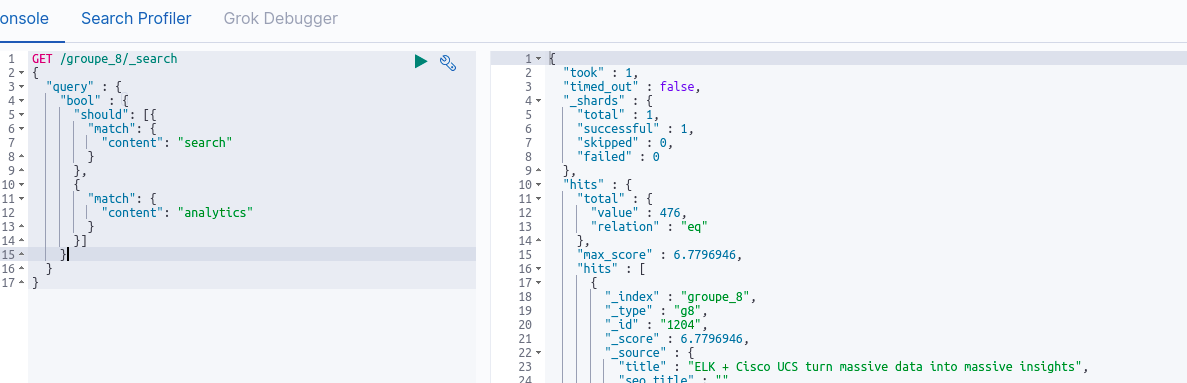 onsole Search Profiler Grok Debugger
1 GET /groupe_8/_search
2 {
3 "query" : {
4 "bool" : {
5 "should": [{
6 "match": {
7 "content": "search"
8 }
9 },
10 {
11 "match": {
12 "content": "analytics"
13 }
14 }]
15 }
16 }
17 }
1 {
2 "took" : 1,
3 "timed_out" : false,
4 "_shards" : {
5 "total" : 1,
6 "successful" : 1,
7 "skipped" : 0,
8 "failed" : 0
9 },
10 "hits" : {
11 "total" : {
12 "value" : 476,
13 "relation" : "eq"
14 },
15 "max_score" : 6.7796946,
16 "hits" : [
17 {
18 "_index" : "groupe_8",
19 "_type" : "g8",
20 "_id" : "1204",
21 "_score" : 6.7796946,
22 "_source" : {
23 "title" : "ELK + Cisco UCS turn massive data into massive insights",
24 "seo_title" : ""